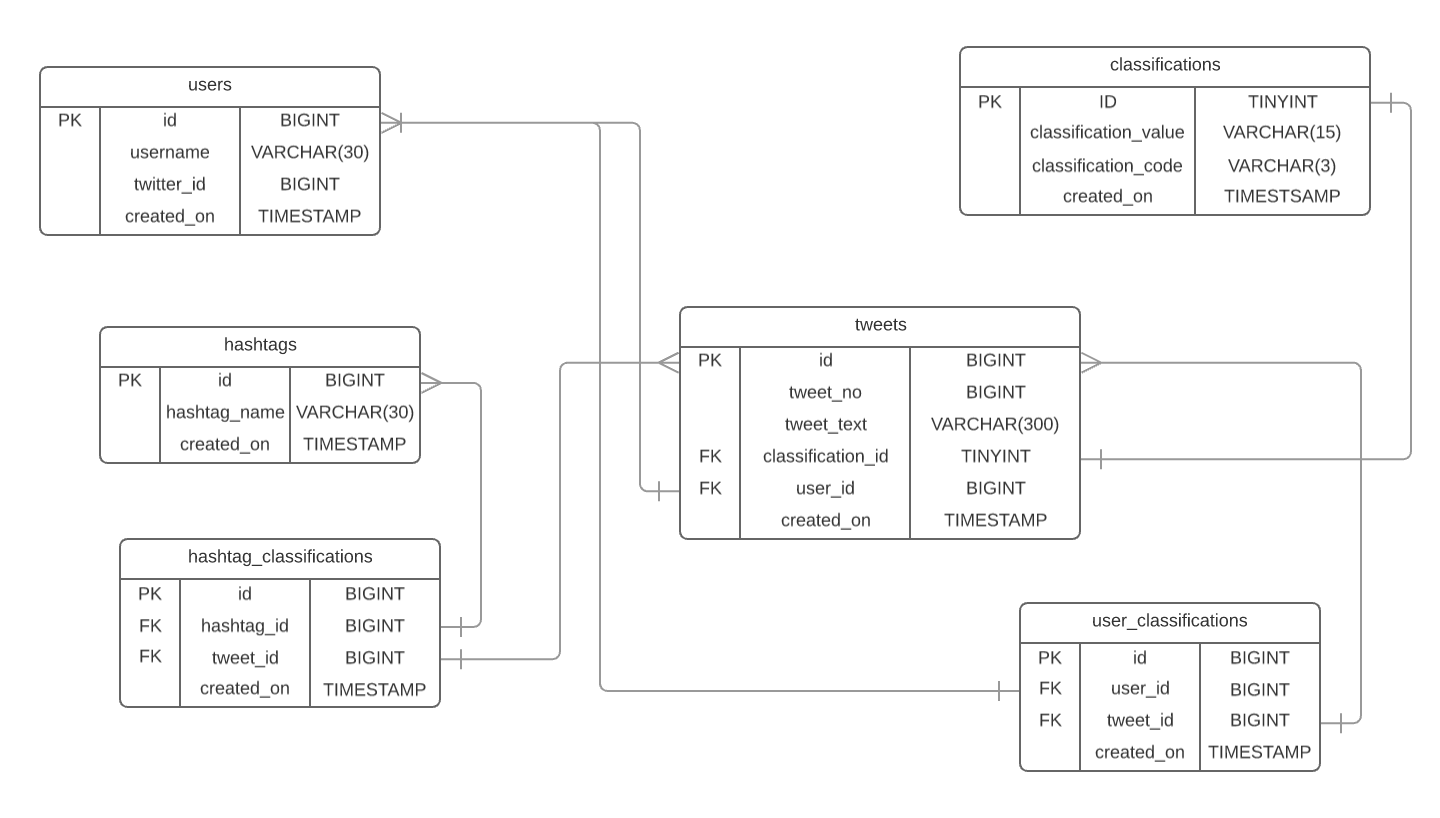 users
PK id BIGINT
username VARCHAR(30)
twitter_id BIGINT
created_on TIMESTAMP
classifications
PK ID TINYINT
classification_value VARCHAR(15)
classification_code VARCHAR(3)
created_on TIMESTSAMP
hashtags
PK id BIGINT
hashtag_name VARCHAR(30)
created_on TIMESTAMP
tweets
PK id BIGINT
tweet_no BIGINT
tweet_text VARCHAR(300)
FK classification_id TINYINT
FK user_id BIGINT
created_on TIMESTAMP
hashtag_classifications
PK id BIGINT
FK hashtag_id BIGINT
FK tweet_id BIGINT
created_on TIMESTAMP
user_classifications
PK id BIGINT
FK user_id BIGINT
FK tweet_id BIGINT
created_on TIMESTAMP